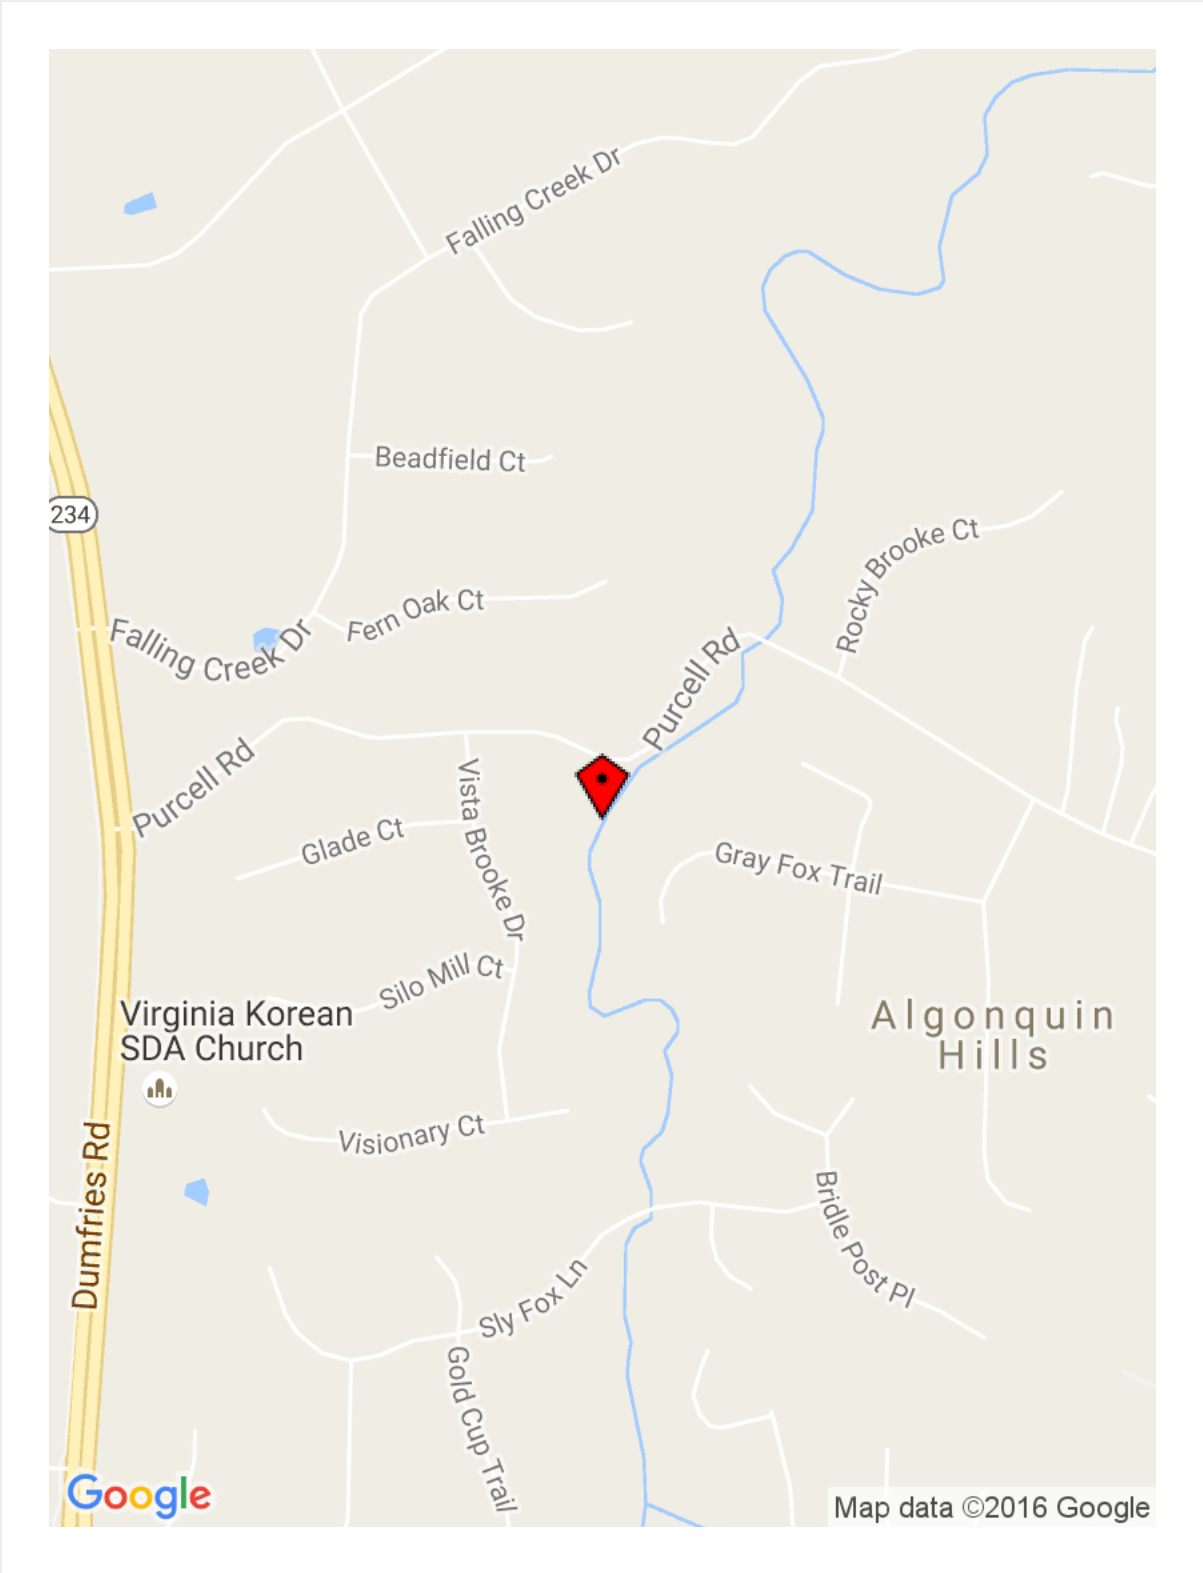 Falling Creek Dr
Beadfield Ct
234
Rocky Brooke Ct
Fern Oak Ct
Falling Creek Dr
Purcell Rd
Purcell Rd
Vista Brooke Dr
Glade Ct
Gray Fox Trail
Silo Mill Ct
Virginia Korean
SDA Church
Algonquin
Hills
Visionary Ct
Dumfries Rd
Bridle Post Pl
Sly Fox Ln
Gold Cup Trail
Google
Map data ©2016 Google